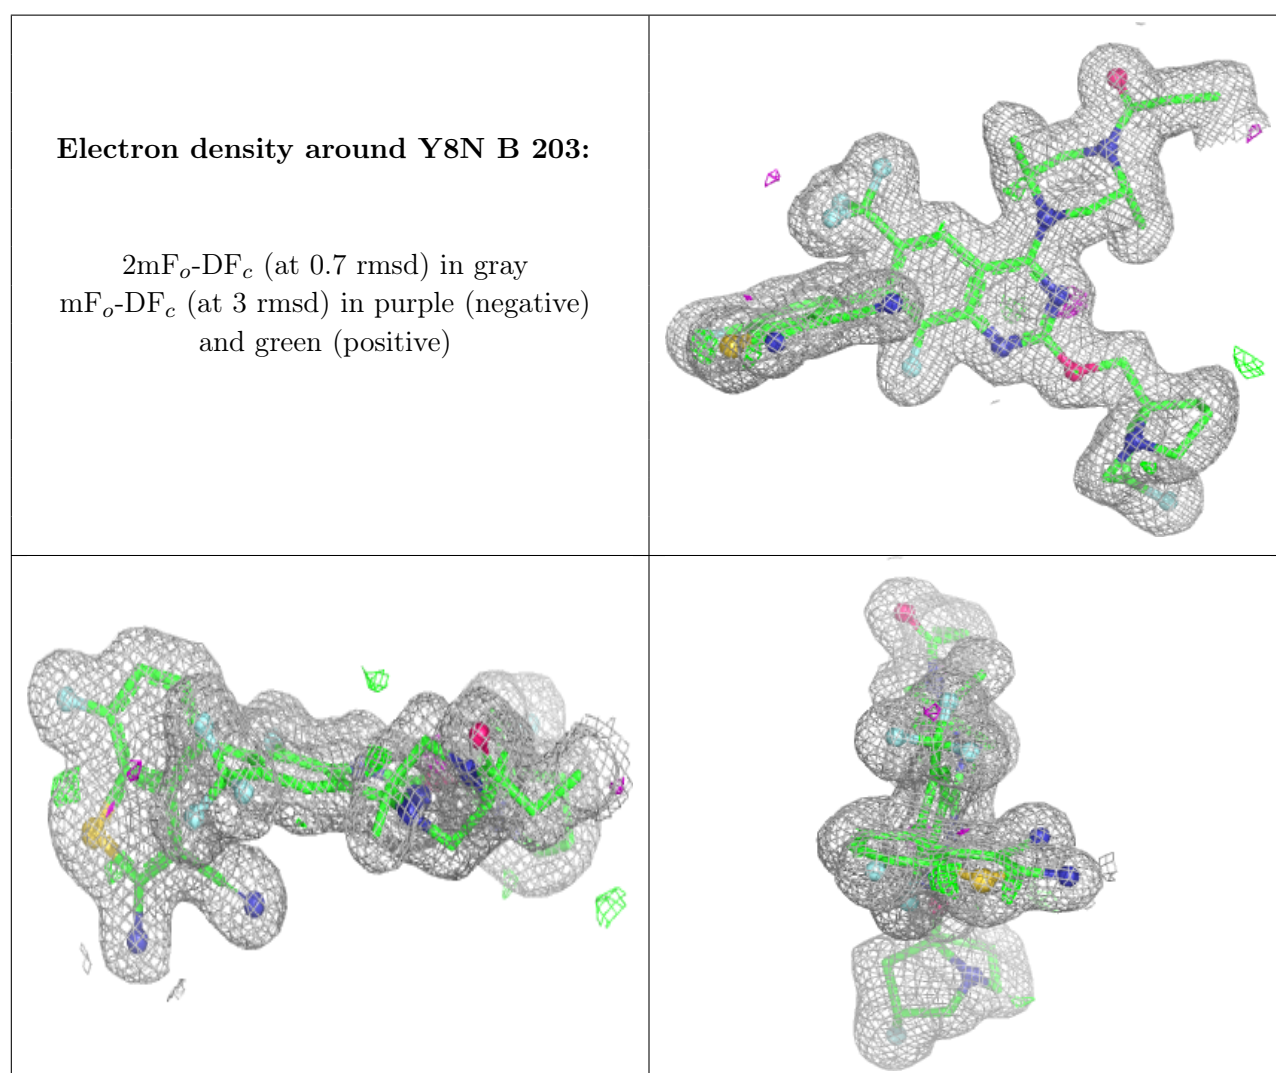 Electron density around Y8N B 203:
2mFo-DFc (at 0.7 rmsd) in gray
mFo-DFc (at 3 rmsd) in purple (negative)
and green (positive)